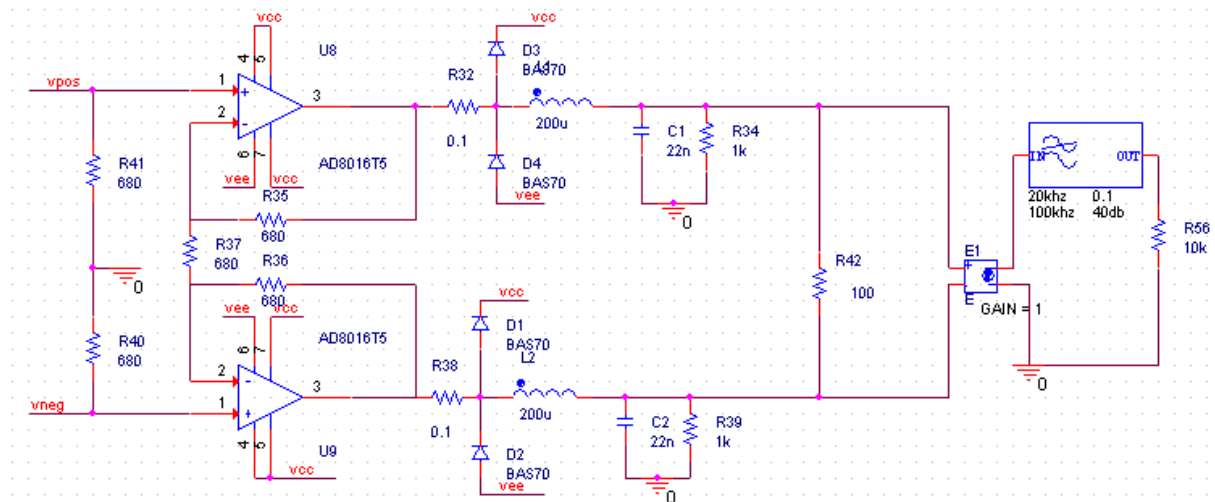 vcc
4
5
U8
vpos
1
+
3
2
-
AD8016T5
6
7
vee
vcc
R41
680
R35
680
R37
680
R36
680
0
R40
680
vee
vcc
AD8016T5
6
7
2
-
3
vneg
1
+
4
5
U9
vcc
R32
0.1
vcc
D3
BAS70
200u
D4
BAS70
vee
C1
22n
R34
1k
0
R42
100
R38
0.1
vcc
D1
BAS70
L2
200u
D2
BAS70
vee
C2
22n
R39
1k
0
E1
+
-
E
GAIN = 1
0
IN
OUT
20khz 0.1
100khz 40db
R56
10k